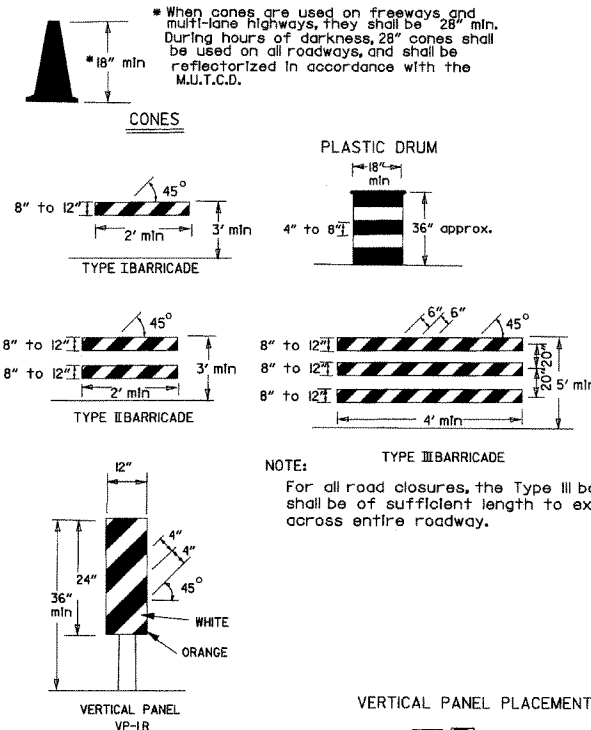 * When cones are used on freeways and
multi-lane highways, they shall be 28" min.
During hours of darkness, 28" cones shall
be used on all roadways, and shall be
reflectorized in accordance with the
M.U.T.C.D.
*18" min
CONES
PLASTIC DRUM
18"
min
4" to 8"
36" approx.
45°
8" to 12"
3' min
2' min
TYPE I BARRICADE
45°
8" to 12"
8" to 12"
3' min
2' min
TYPE II BARRICADE
6" 6"
45°
8" to 12"
8" to 12"
8" to 12"
20" 20"
5' min
4' min
TYPE III BARRICADE
NOTE:
For all road closures, the Type III ba
shall be of sufficient length to ex
across entire roadway.
12"
4"
4"
45°
24"
36"
min
WHITE
ORANGE
VERTICAL PANEL
VP-1R
VERTICAL PANEL PLACEMENT